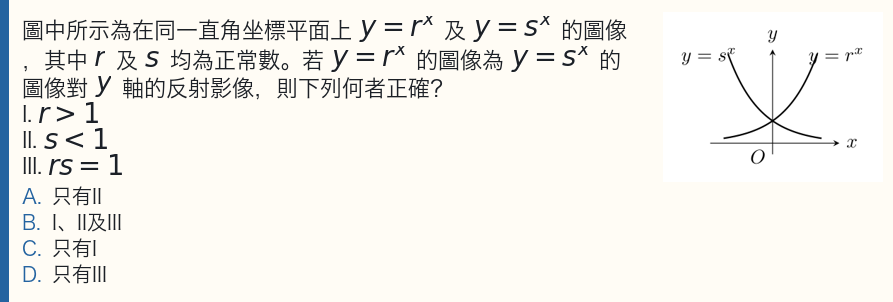 圖中所示為在同一直角坐標平面上 y = r^x 及 y = s^x 的圖像
，其中 r 及 s 均為正常數。若 y = r^x 的圖像為 y = s^x 的
圖像對 y 軸的反射影像，則下列何者正確？
I. r > 1
II. s < 1
III. rs = 1
A. 只有II
B. I、II及III
C. 只有I
D. 只有III
y
y = s^x
y = r^x
x
O